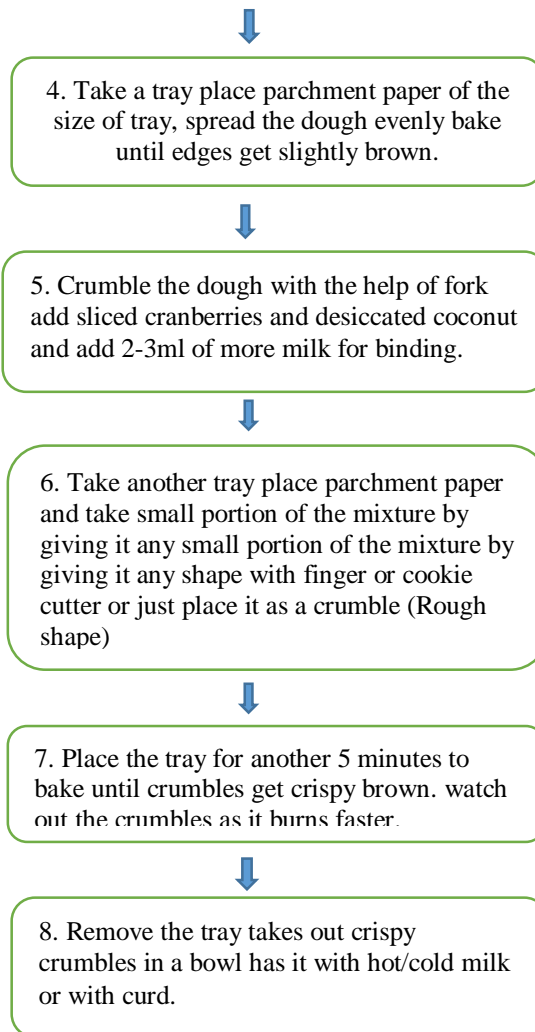 4. Take a tray place parchment paper of the
size of tray, spread the dough evenly bake
until edges get slightly brown.
5. Crumble the dough with the help of fork
add sliced cranberries and desiccated coconut
and add 2-3ml of more milk for binding.
6. Take another tray place parchment paper
and take small portion of the mixture by
giving it any small portion of the mixture by
giving it any shape with finger or cookie
cutter or just place it as a crumble (Rough
shape)
7. Place the tray for another 5 minutes to
bake until crumbles get crispy brown. watch
out the crumbles as it burns faster.
8. Remove the tray takes out crispy
crumbles in a bowl has it with hot/cold milk
or with curd.